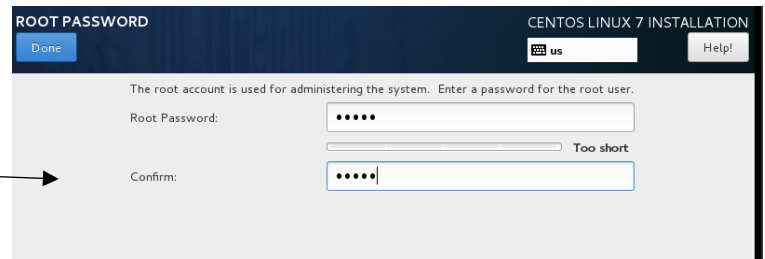 ROOT PASSWORD
CENTOS LINUX 7 INSTALLATION
Done
us
Help!
The root account is used for administering the system. Enter a password for the root user.
Root Password:
•••••
Too short
Confirm:
•••••